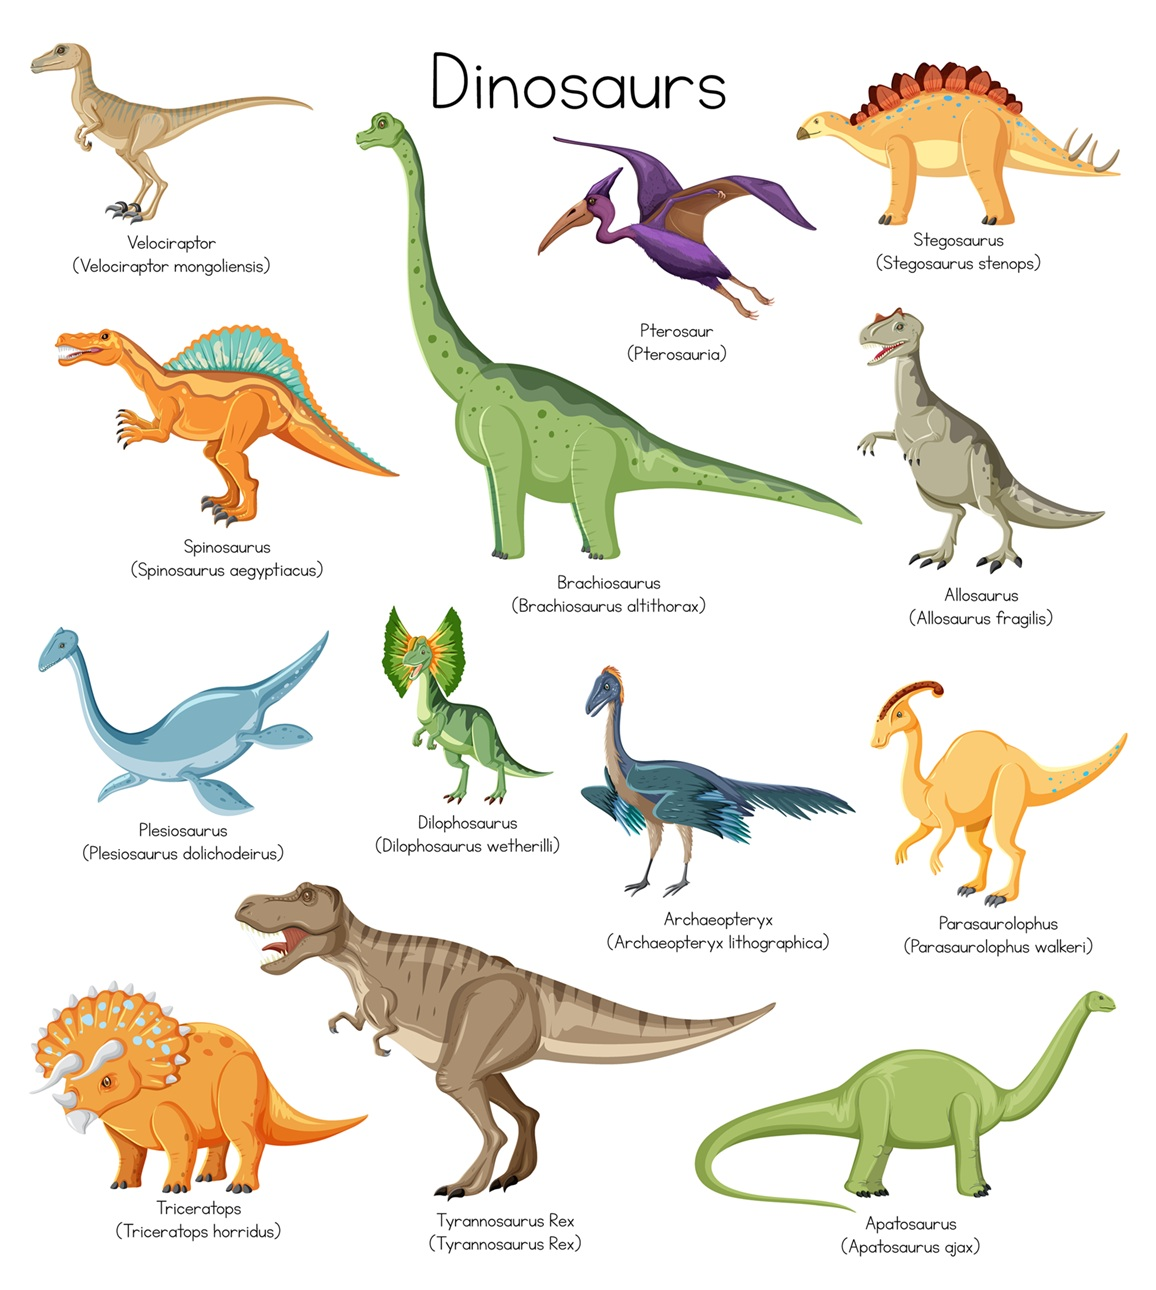 Dinosaurs
Velociraptor
(Velociraptor mongoliensis)
Pterosaur
(Pterosauria)
Stegosaurus
(Stegosaurus stenops)
Spinosaurus
(Spinosaurus aegyptiacus)
Brachiosaurus
(Brachiosaurus altithorax)
Allosaurus
(Allosaurus fragilis)
Plesiosaurus
(Plesiosaurus dolichodeirus)
Dilophosaurus
(Dilophosaurus wetherilli)
Archaeopteryx
(Archaeopteryx lithographica)
Parasaurolophus
(Parasaurolophus walkeri)
Triceratops
(Triceratops horridus)
Tyrannosaurus Rex
(Tyrannosaurus Rex)
Apatosaurus
(Apatosaurus ajax)